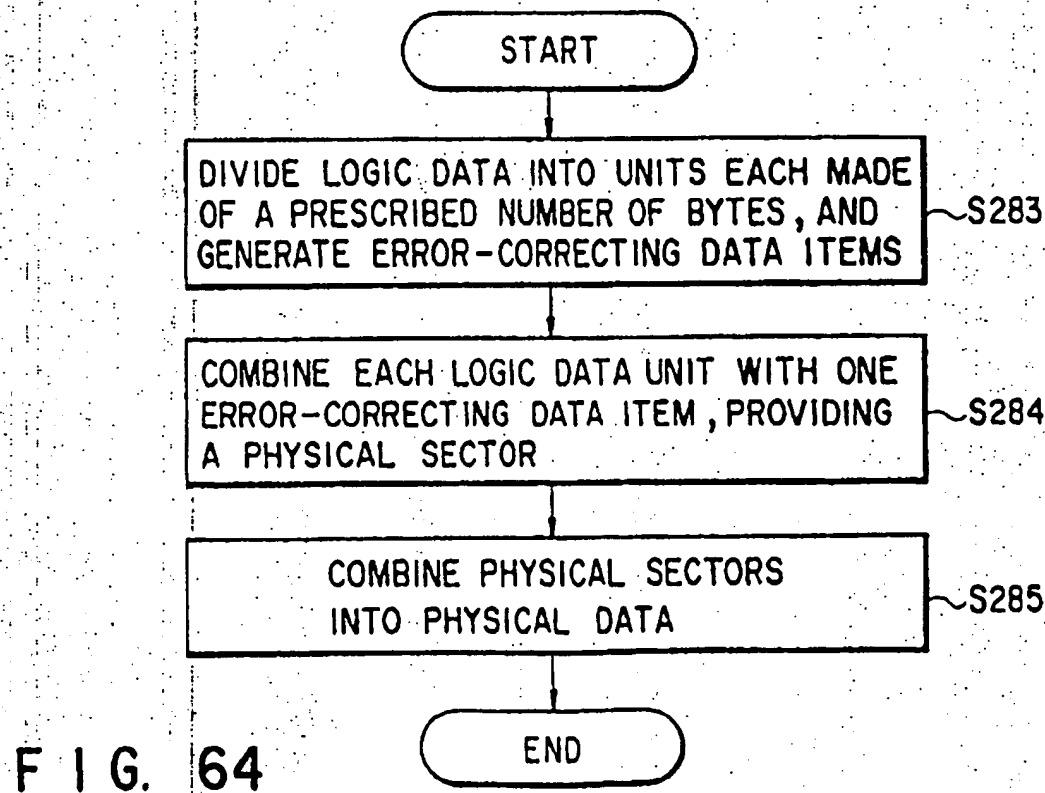 START
DIVIDE LOGIC DATA INTO UNITS EACH MADE
OF A PRESCRIBED NUMBER OF BYTES, AND
GENERATE ERROR-CORRECTING DATA ITEMS
S283
COMBINE EACH LOGIC DATA UNIT WITH ONE
ERROR-CORRECTING DATA ITEM, PROVIDING
A PHYSICAL SECTOR
S284
COMBINE PHYSICAL SECTORS
INTO PHYSICAL DATA
S285
END
FIG. 64